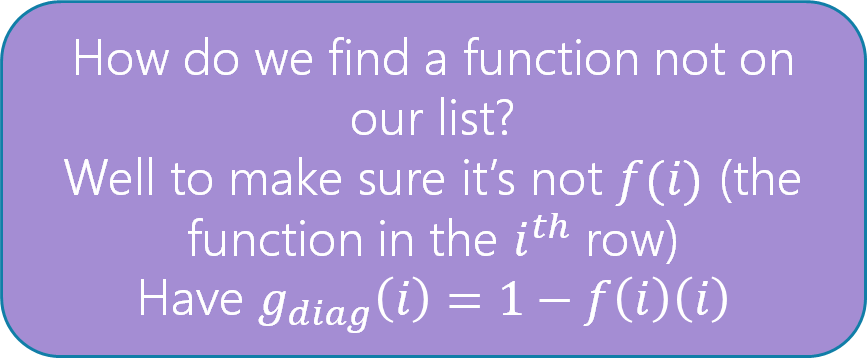 How do we find a function not on
our list?
Well to make sure it's not 𝑓(𝑖) (the
function in the 𝑖ᵗʰ row)
Have 𝑔𝑑𝑖𝑎𝑔(𝑖) = 1 − 𝑓(𝑖)(𝑖)